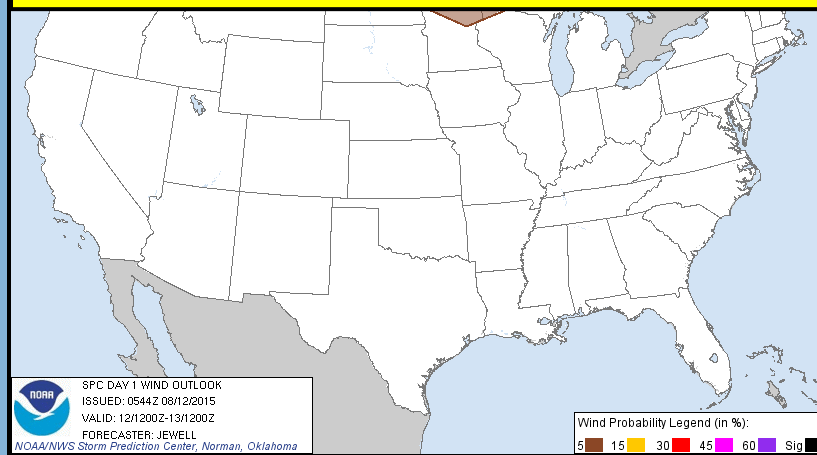 SPC DAY 1 WIND OUTLOOK
ISSUED: 0544Z 08/12/2015
VALID: 12/1200Z-13/1200Z
FORECASTER: JEWELL
NOAA/NWS Storm Prediction Center, Norman, Oklahoma
NOAA
Wind Probability Legend (in %):
5 15 30 45 60 Sig